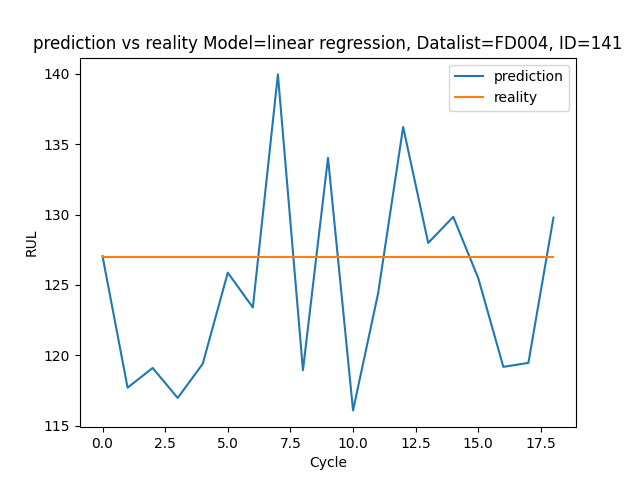 prediction vs reality Model=linear regression, Datalist=FD004, ID=141
prediction
reality
140
135
130
125
120
115
RUL
0.0 2.5 5.0 7.5 10.0 12.5 15.0 17.5
Cycle